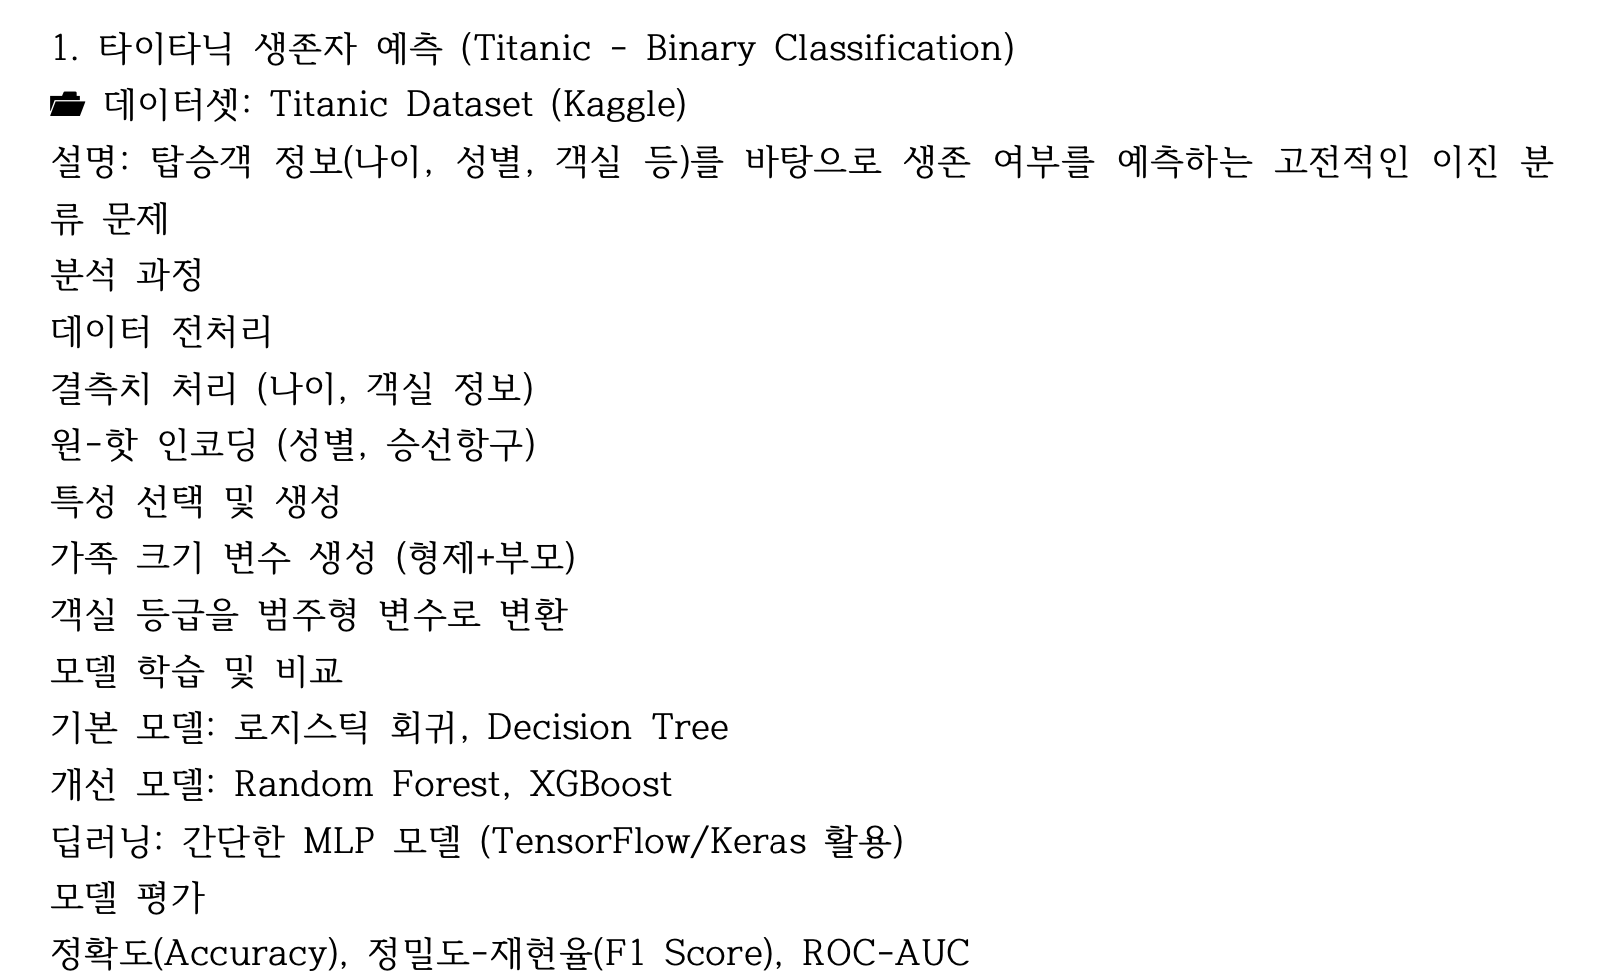 1. 타이타닉 생존자 예측 (Titanic - Binary Classification)
📂 데이터셋: Titanic Dataset (Kaggle)
설명: 탑승객 정보(나이, 성별, 객실 등)를 바탕으로 생존 여부를 예측하는 고전적인 이진 분
류 문제
분석 과정
데이터 전처리
결측치 처리 (나이, 객실 정보)
원-핫 인코딩 (성별, 승선항구)
특성 선택 및 생성
가족 크기 변수 생성 (형제+부모)
객실 등급을 범주형 변수로 변환
모델 학습 및 비교
기본 모델: 로지스틱 회귀, Decision Tree
개선 모델: Random Forest, XGBoost
딥러닝: 간단한 MLP 모델 (TensorFlow/Keras 활용)
모델 평가
정확도(Accuracy), 정밀도-재현율(F1 Score), ROC-AUC